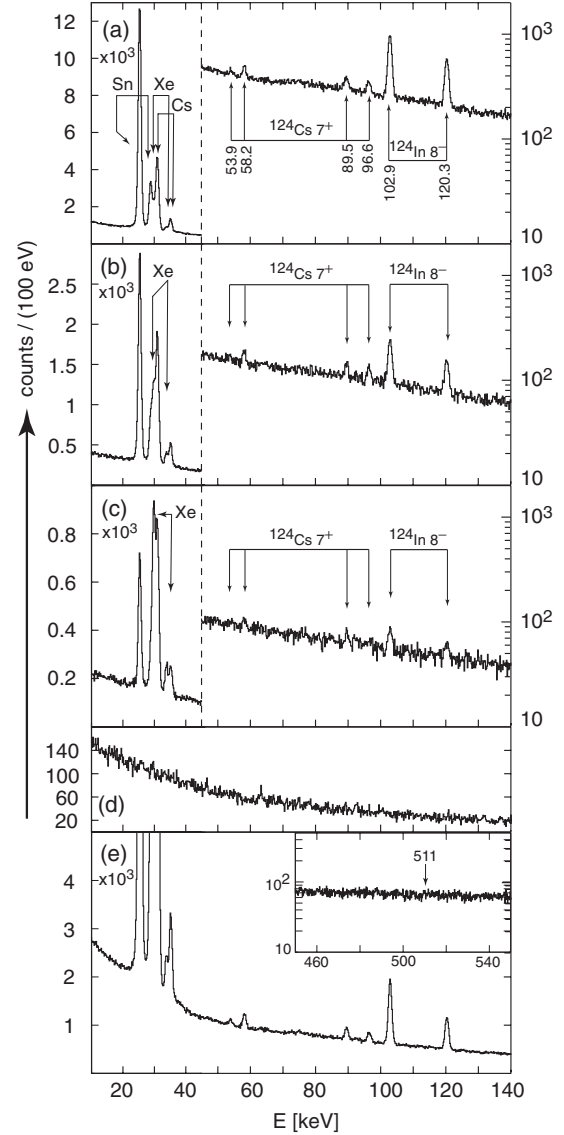 counts / (100 eV)
(a)
x10³
Sn
Xe
Cs
12
10
8
6
4
2
10³
10²
10
¹²⁴Cs 7⁺
¹²⁴In 8⁻
53.9
58.2
89.5
96.6
102.9
120.3
(b)
x10³
Xe
2.5
2
1.5
1
0.5
¹²⁴Cs 7⁺
¹²⁴In 8⁻
10³
10²
10
(c)
x10³
Xe
0.8
0.6
0.4
0.2
¹²⁴Cs 7⁺
¹²⁴In 8⁻
10³
10²
10
140
100
60
20
(d)
(e)
x10³
4
3
2
1
511
10²
10
460 500 540
20 40 60 80 100 120 140
E [keV]